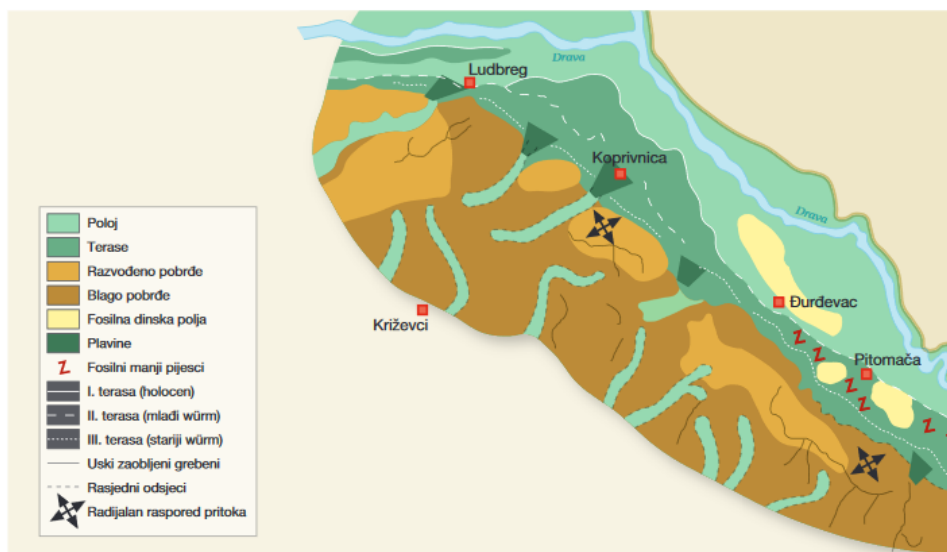 Drava
Ludbreg
Koprivnica
Drava
Đurđevac
Križevci
Pitomača
Poloj
Terase
Razvođeno pobrđe
Blago pobrđe
Fosilna dinska polja
Plavine
Fosilni manji pijesci
I. terasa (holocen)
II. terasa (mlađi würm)
III. terasa (stariji würm)
Uski zaobljeni grebeni
Rasjedni odsjeci
Radijalan raspored pritoka